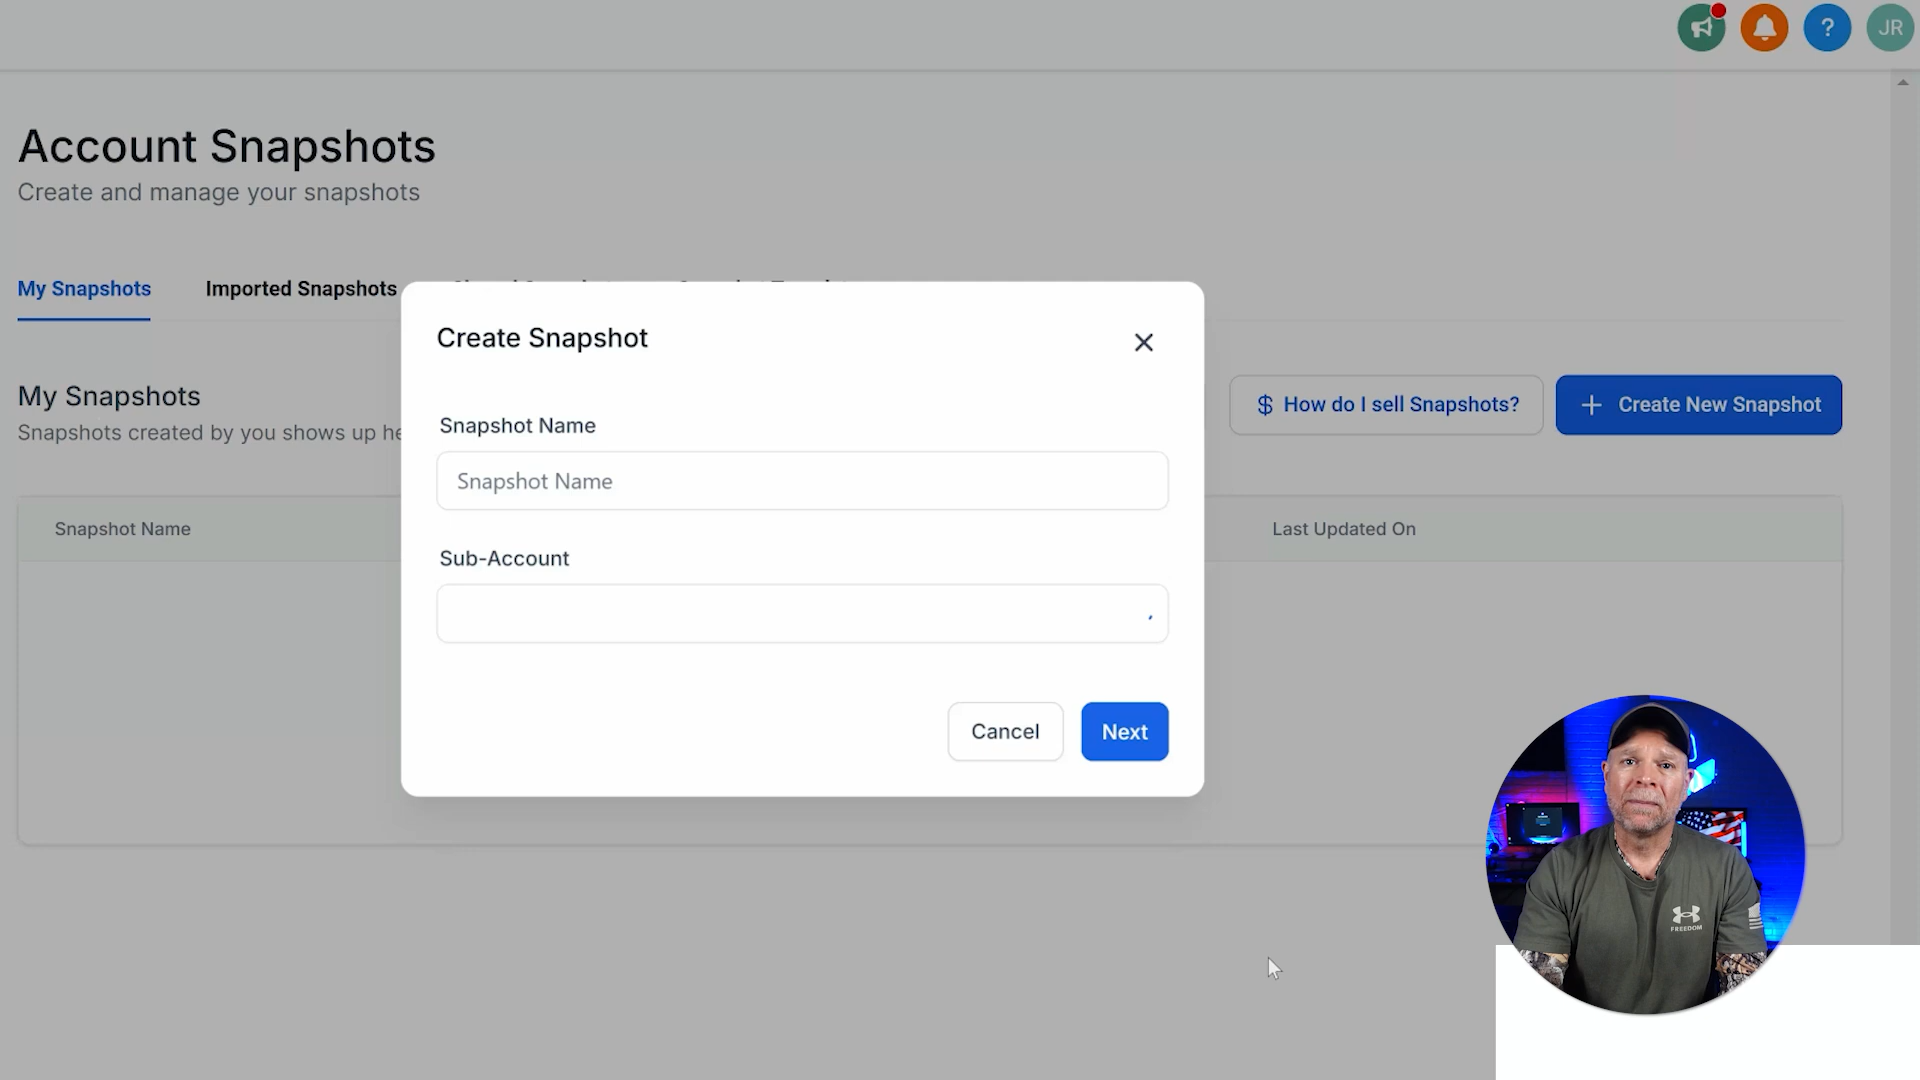 ?
JR
Account Snapshots
Create and manage your snapshots
My Snapshots
Imported Snapshots
Create Snapshot
My Snapshots
Snapshots created by you shows up
$ How do I sell Snapshots?
+ Create New Snapshot
Snapshot Name
Snapshot Name
Snapshot Name
Last Updated On
Sub-Account
Cancel
Next
FREEDOM